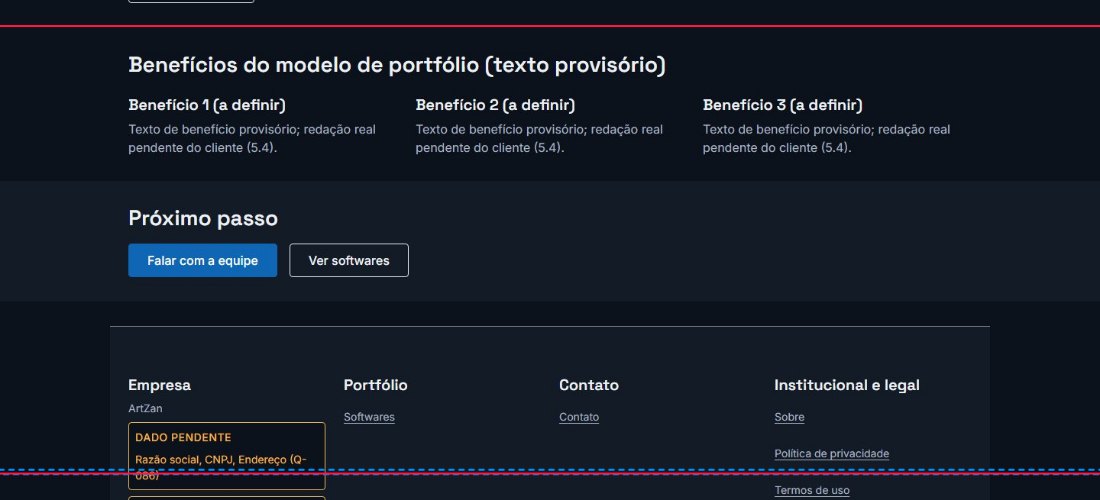 Benefícios do modelo de portfólio (texto provisório)
Benefício 1 (a definir)
Texto de benefício provisório; redação real
pendente do cliente (5.4).
Benefício 2 (a definir)
Texto de benefício provisório; redação real
pendente do cliente (5.4).
Benefício 3 (a definir)
Texto de benefício provisório; redação real
pendente do cliente (5.4).
Próximo passo
Falar com a equipe
Ver softwares
Empresa
ArtZan
DADO PENDENTE
Razão social, CNPJ, Endereço (Q-
086)
Portfólio
Softwares
Contato
Contato
Institucional e legal
Sobre
Política de privacidade
Termos de uso